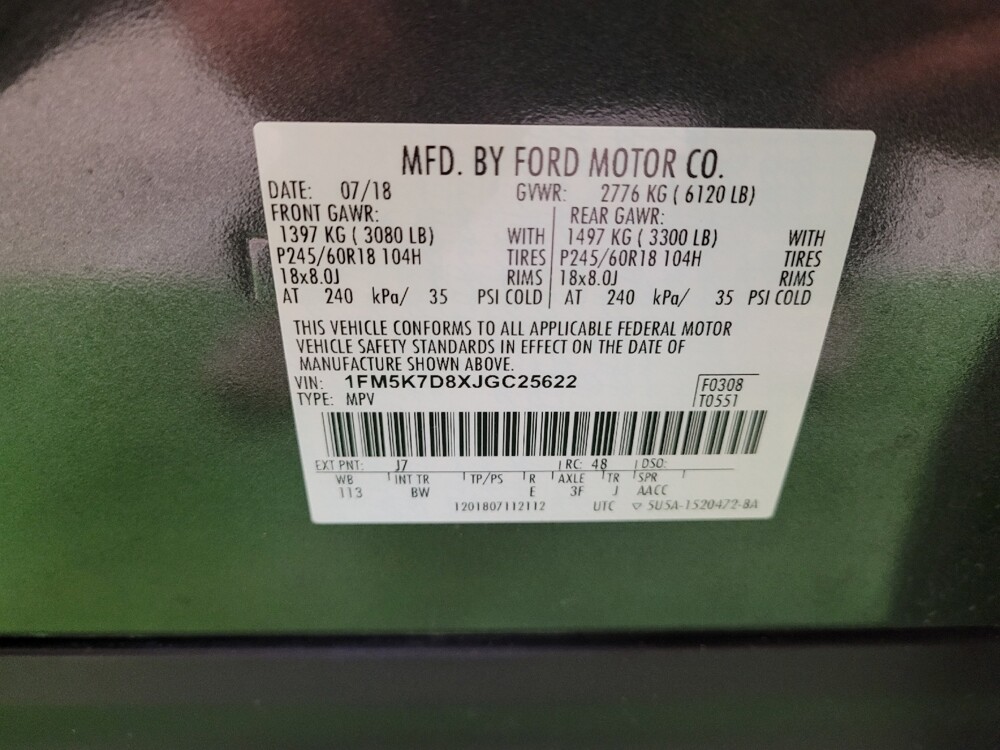 MFD. BY FORD MOTOR CO.
DATE: 07/18 GVWR: 2776 KG ( 6120 LB)
FRONT GAWR: REAR GAWR:
1397 KG ( 3080 LB) WITH 1497 KG ( 3300 LB) WITH
P245/60R18 104H TIRES P245/60R18 104H TIRES
18x8.0J RIMS 18x8.0J RIMS
AT 240 kPa/ 35 PSI COLD AT 240 kPa/ 35 PSI COLD
THIS VEHICLE CONFORMS TO ALL APPLICABLE FEDERAL MOTOR
VEHICLE SAFETY STANDARDS IN EFFECT ON THE DATE OF
MANUFACTURE SHOWN ABOVE.
VIN: 1FM5K7D8XJGC25622 F0308
TYPE: MPV T0551
EXT PNT: J7 RC: 48 DSO:
WB INT TR TP/PS R AXLE TR SPR
113 BW E 3F J AACC
1201807112112 UTC ▽ 5U5A-1520472-BA